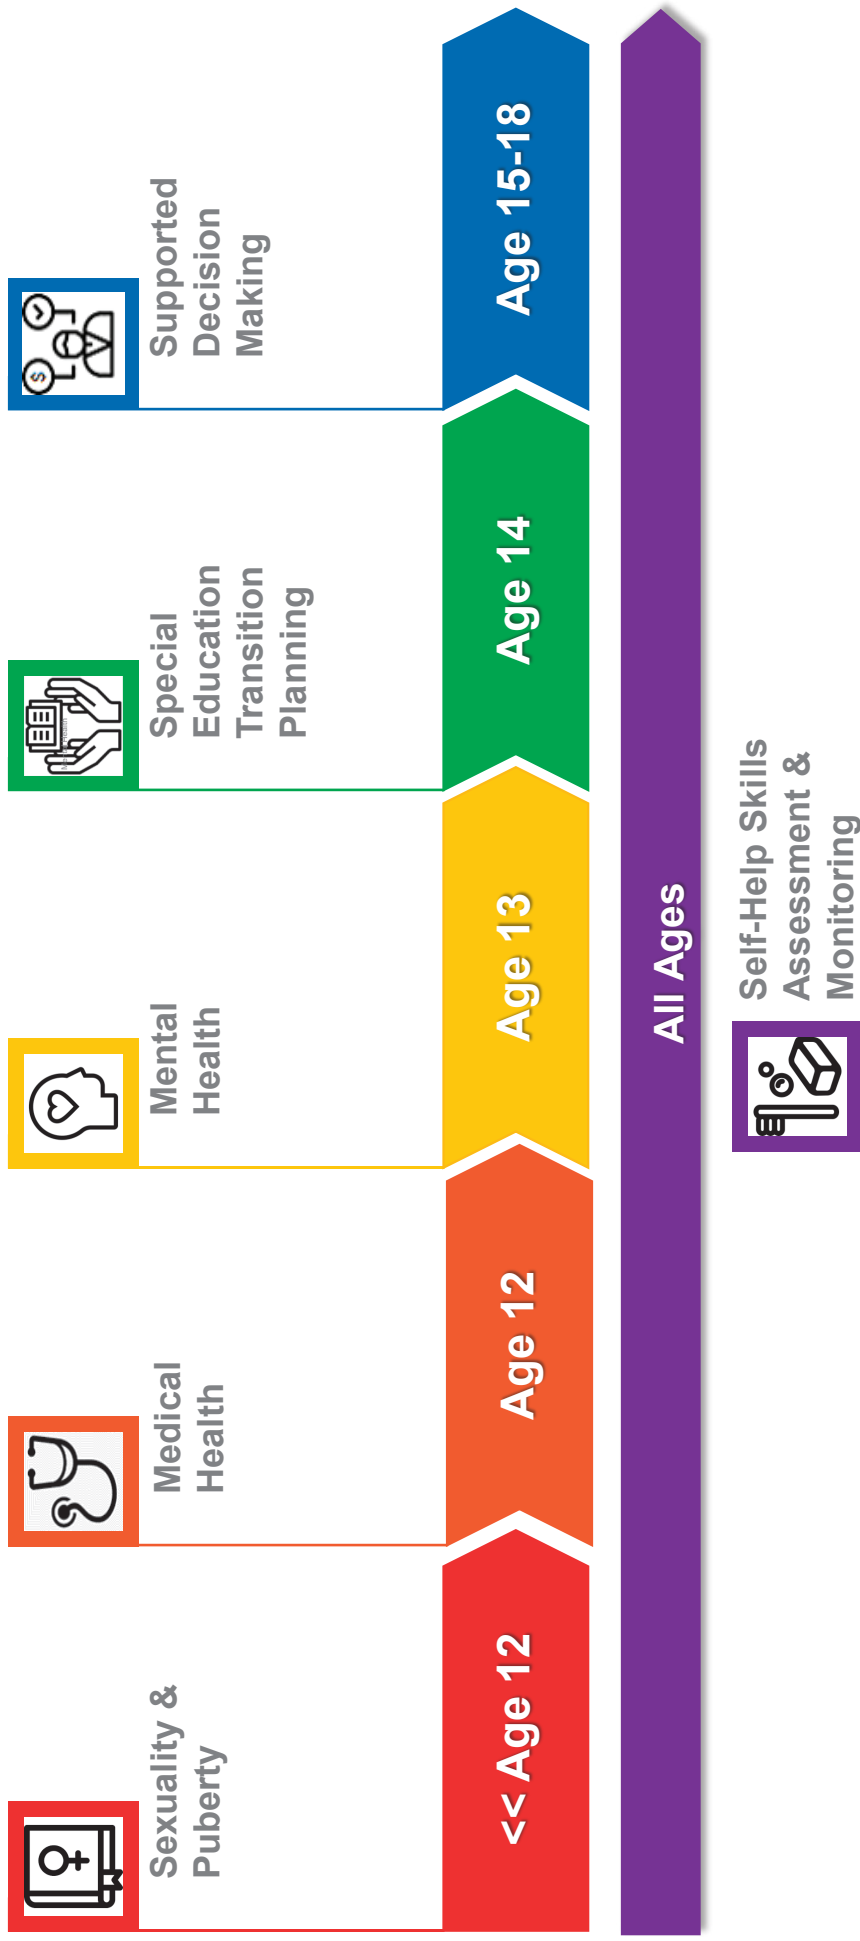 Sexuality &
Puberty
Medical
Health
Mental
Health
Special
Education
Transition
Planning
Supported
Decision
Making
$
<< Age 12
Age 12
Age 13
Age 14
Age 15-18
All Ages
Self-Help Skills
Assessment &
Monitoring